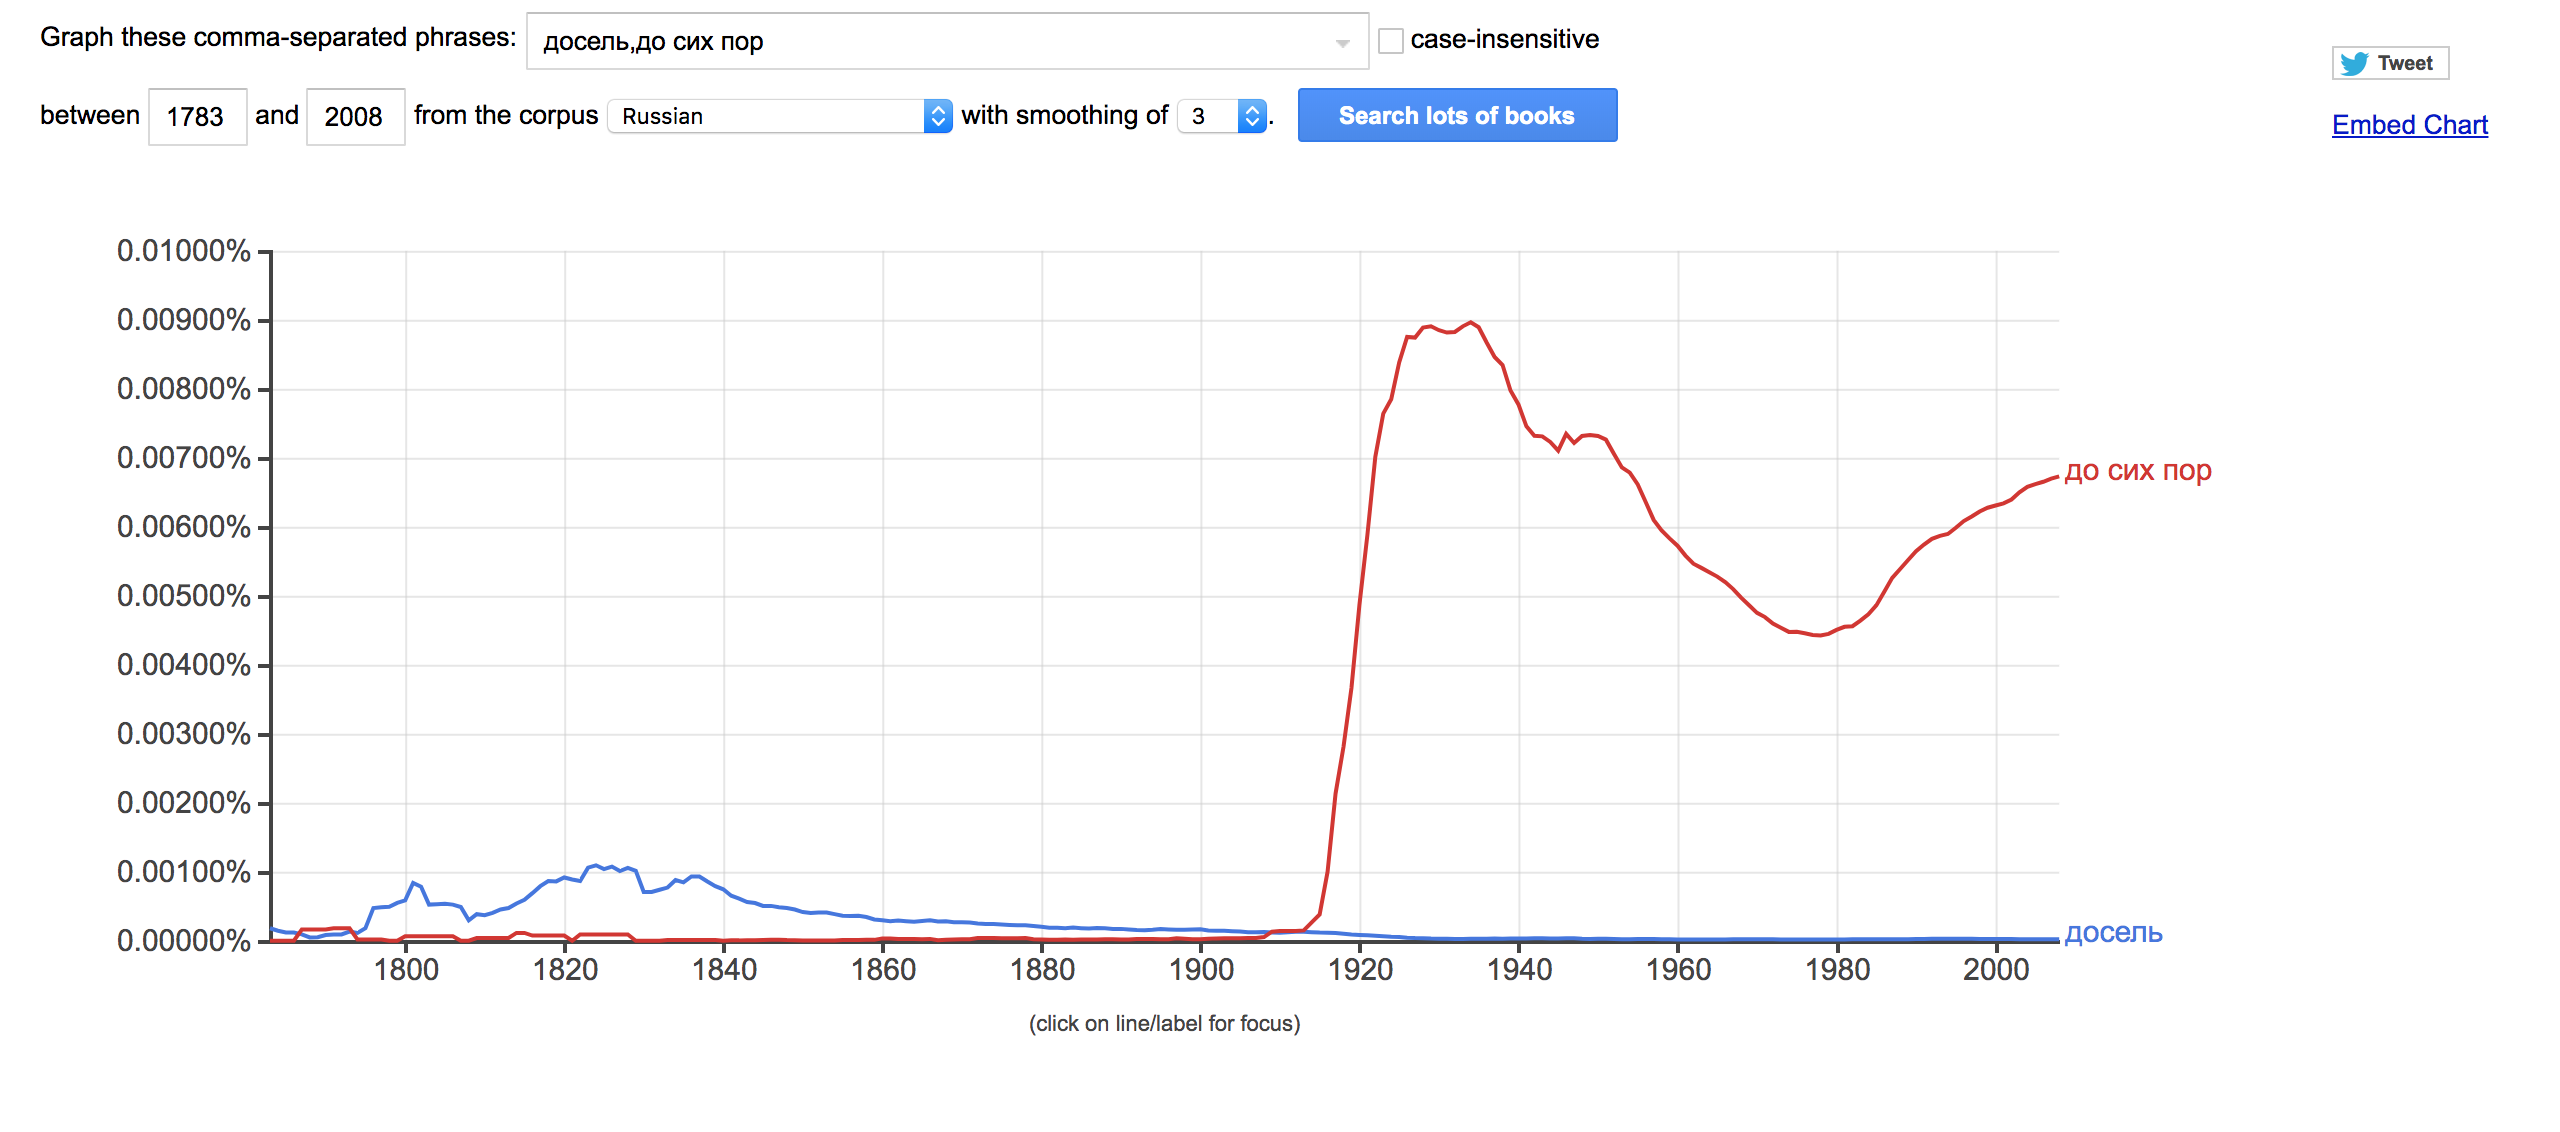 Graph these comma-separated phrases: досель,до сих пор case-insensitive
Tweet
between 1783 and 2008 from the corpus Russian with smoothing of 3 . Search lots of books
Embed Chart
0.01000%
0.00900%
0.00800%
0.00700%
до сих пор
0.00600%
0.00500%
0.00400%
0.00300%
0.00200%
0.00100%
0.00000%
досель
1800 1820 1840 1860 1880 1900 1920 1940 1960 1980 2000
(click on line/label for focus)